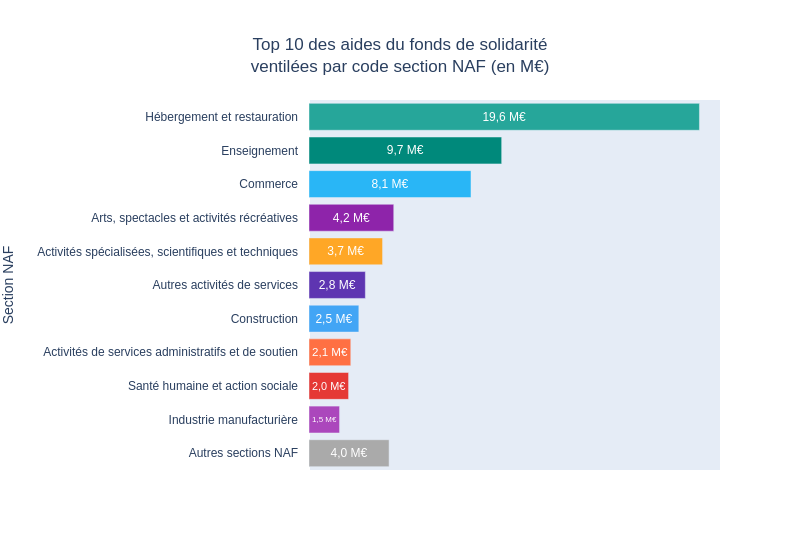 Top 10 des aides du fonds de solidarité
ventilées par code section NAF (en M€)
Section NAF
Hébergement et restauration 19,6 M€
Enseignement 9,7 M€
Commerce 8,1 M€
Arts, spectacles et activités récréatives 4,2 M€
Activités spécialisées, scientifiques et techniques 3,7 M€
Autres activités de services 2,8 M€
Construction 2,5 M€
Activités de services administratifs et de soutien 2,1 M€
Santé humaine et action sociale 2,0 M€
Industrie manufacturière 1,5 M€
Autres sections NAF 4,0 M€